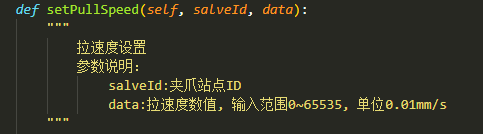 def setPullSpeed(self, salveId, data):
"""
拉速度设置
参数说明:
salveId:夹爪站点ID
data:拉速度数值, 输入范围0~65535, 单位0.01mm/s
"""